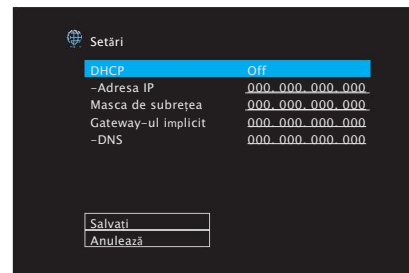 Setări
DHCP Off
-Adresa IP 000. 000. 000. 000
Masca de subrețea 000. 000. 000. 000
Gateway-ul implicit 000. 000. 000. 000
-DNS 000. 000. 000. 000
Salvați
Anulează